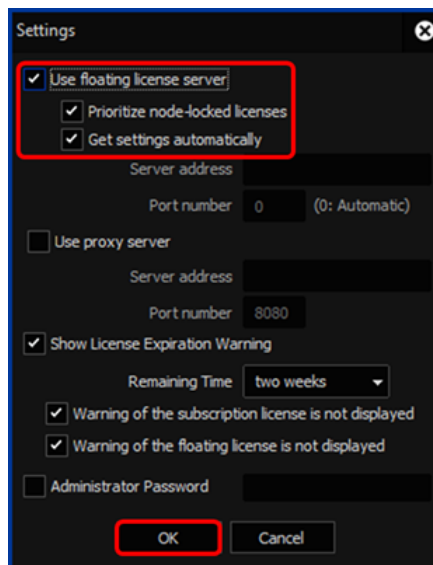 Settings
Use floating license server
Prioritize node-locked licenses
Get settings automatically
Server address
Port number 0 (0: Automatic)
Use proxy server
Server address
Port number 8080
Show License Expiration Warning
Remaining Time two weeks
Warning of the subscription license is not displayed
Warning of the floating license is not displayed
Administrator Password
OK Cancel